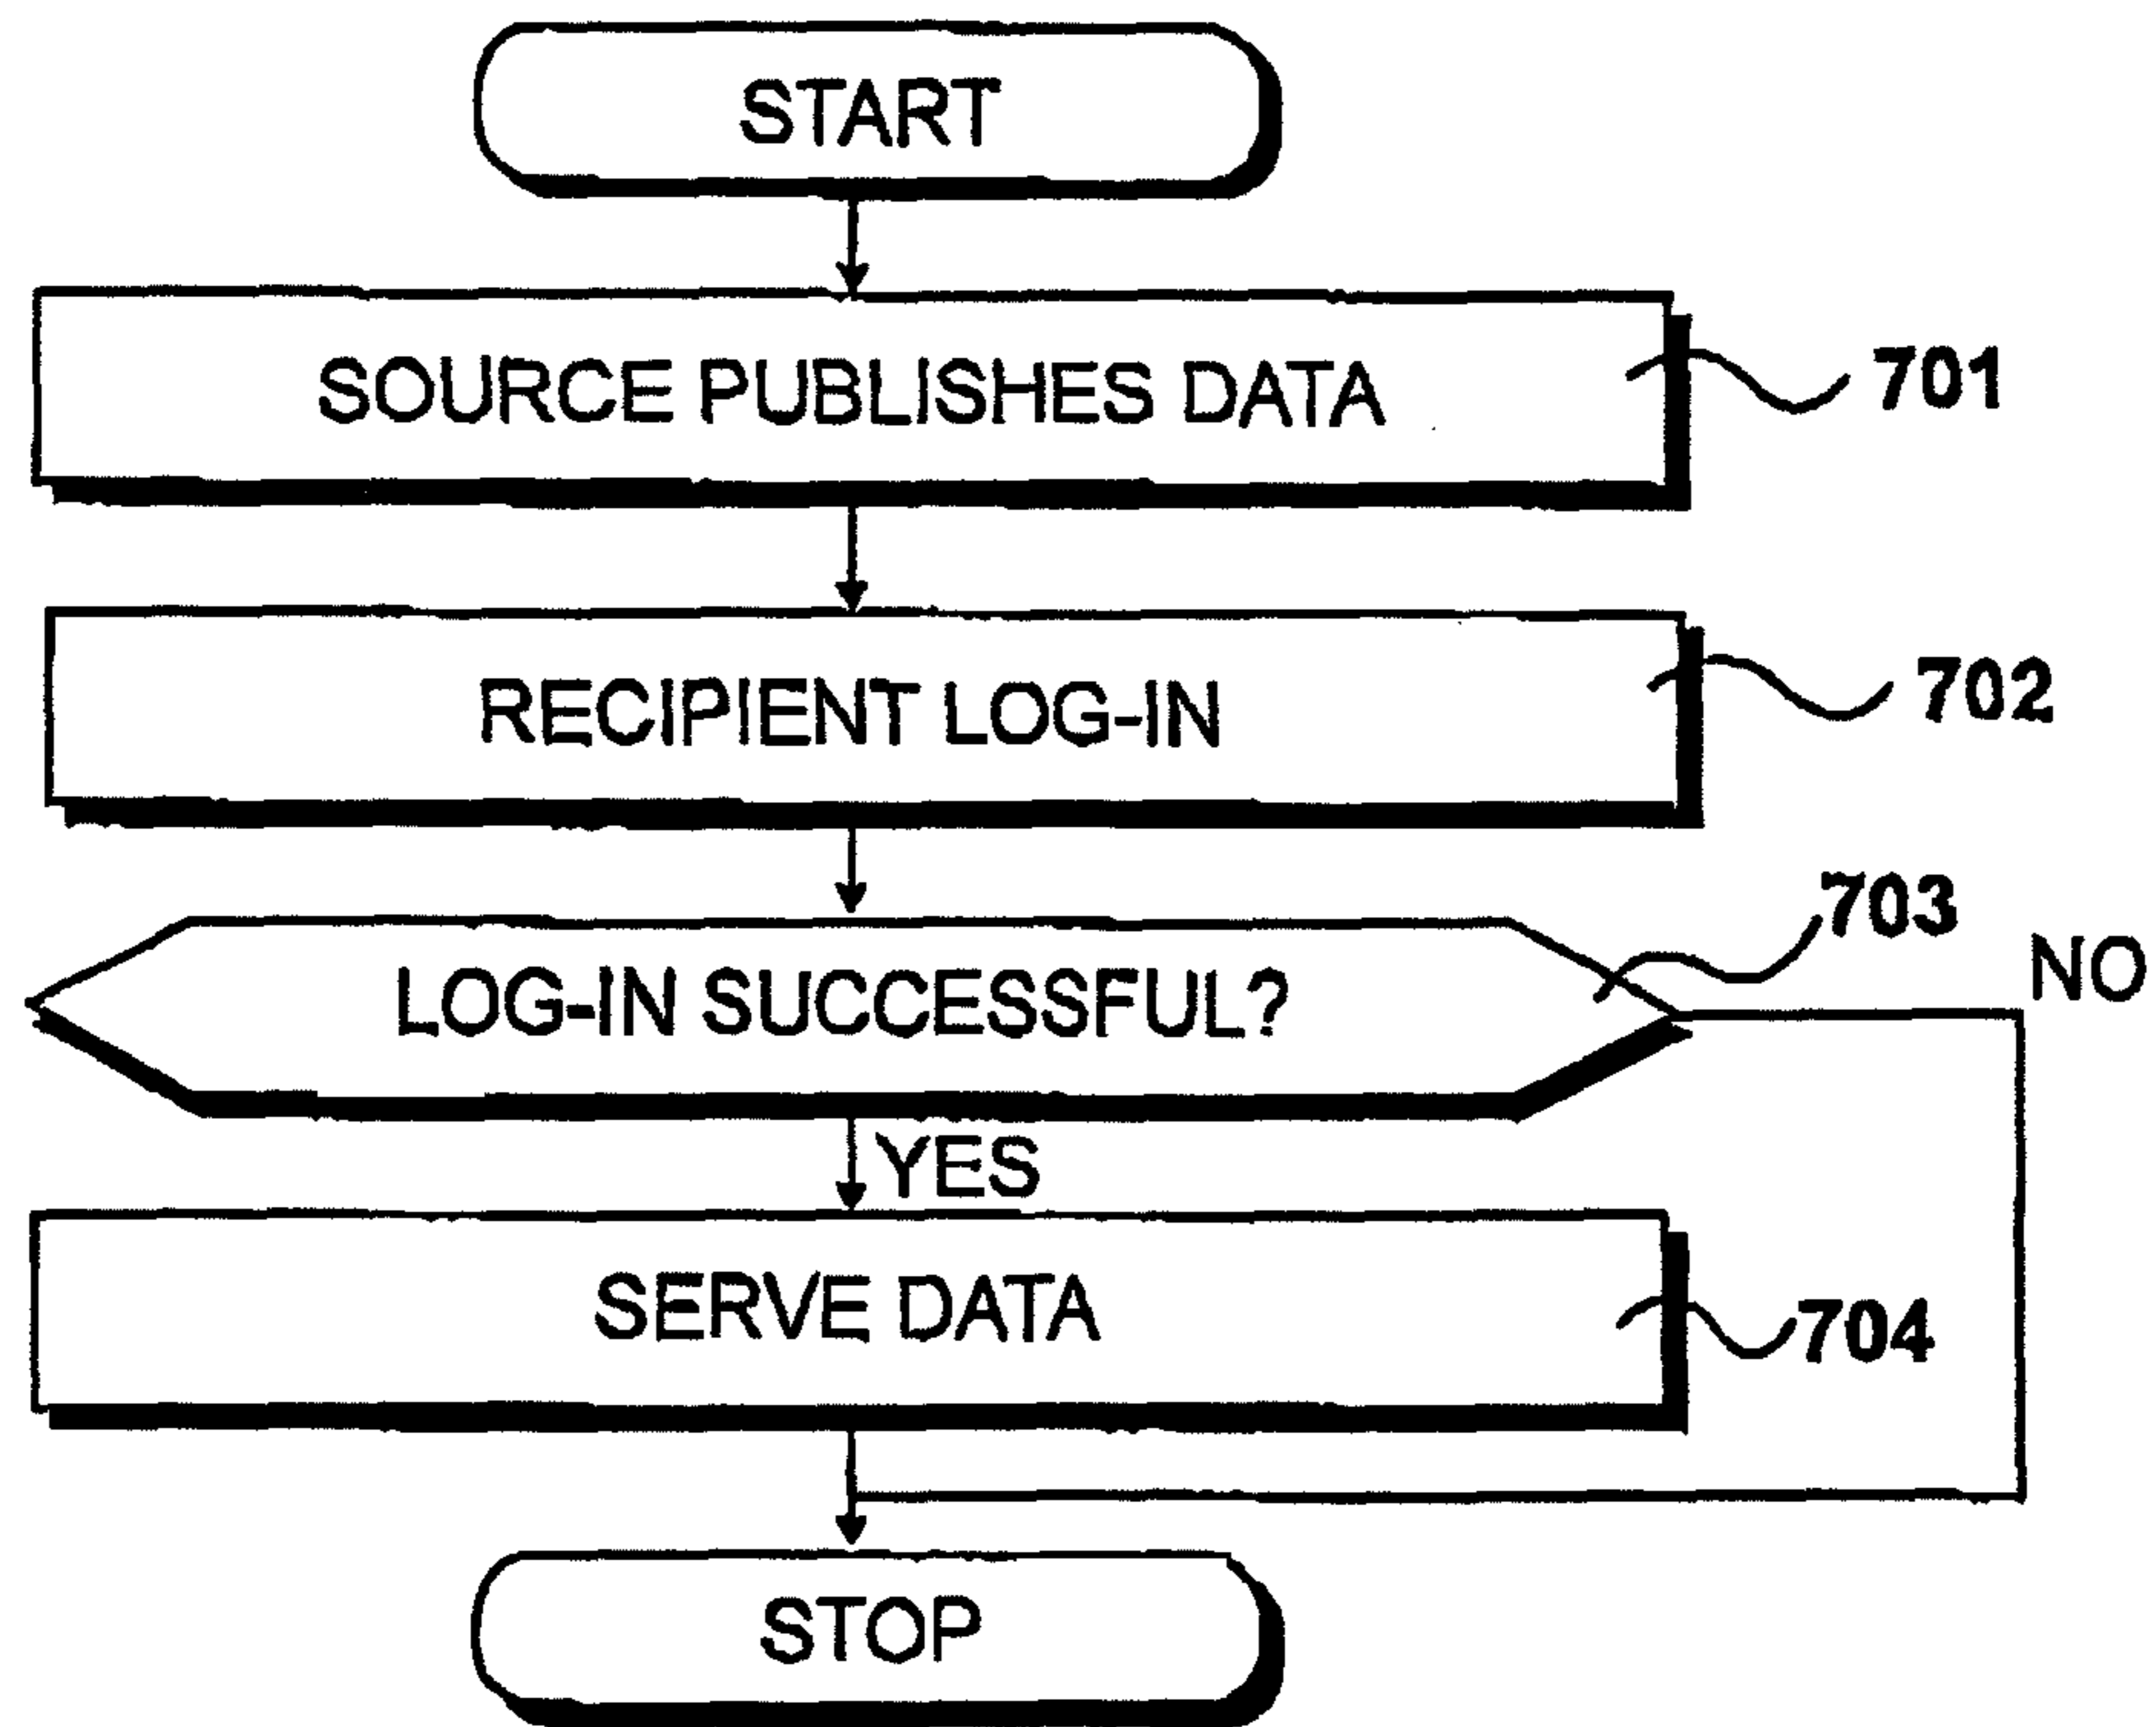 START
SOURCE PUBLISHES DATA
701
RECIPIENT LOG-IN
702
703
NO
LOG-IN SUCCESSFUL?
YES
SERVE DATA
704
STOP